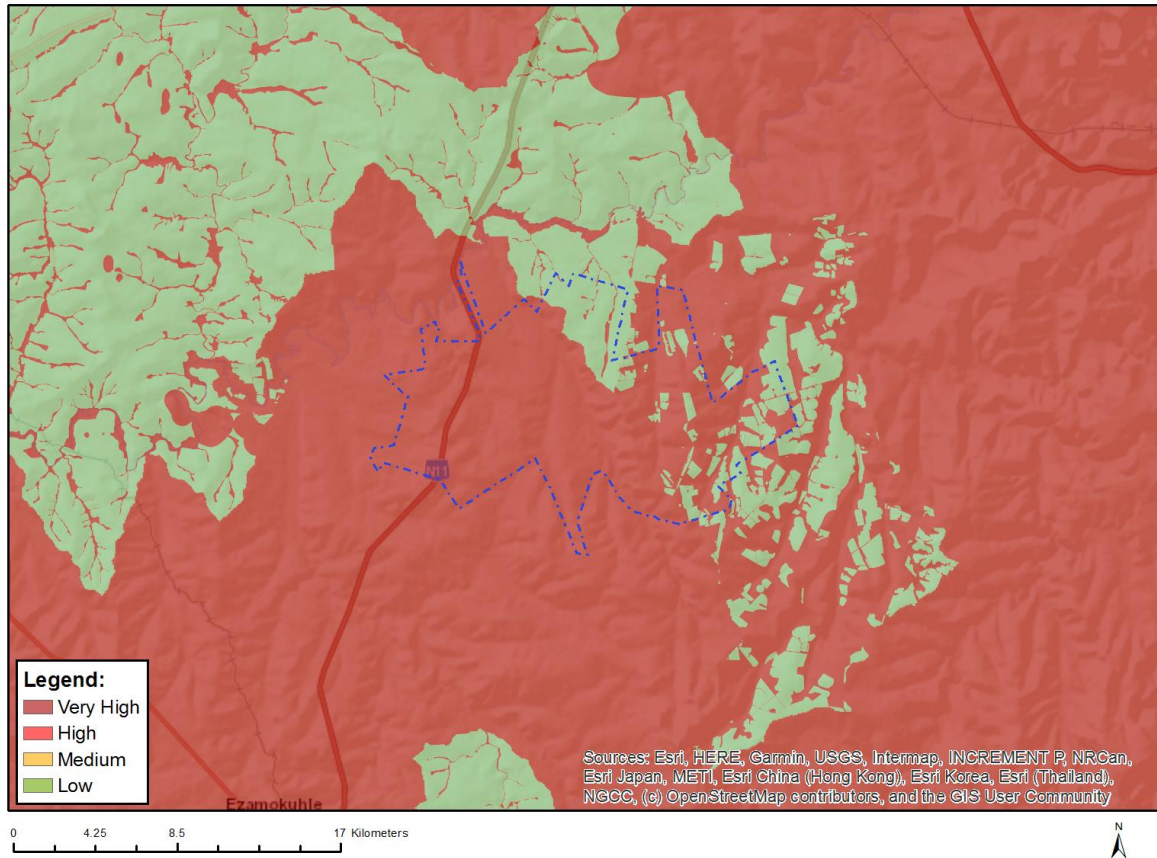 N11
Legend:
Very High
High
Medium
Low
Ezamokuhle
Sources: Esri, HERE, Garmin, USGS, Intermap, INCREMENT P, NRCan,
Esri Japan, METI, Esri China (Hong Kong), Esri Korea, Esri (Thailand),
NGCC, (c) OpenStreetMap contributors, and the GIS User Community
0 4.25 8.5 17 Kilometers
N